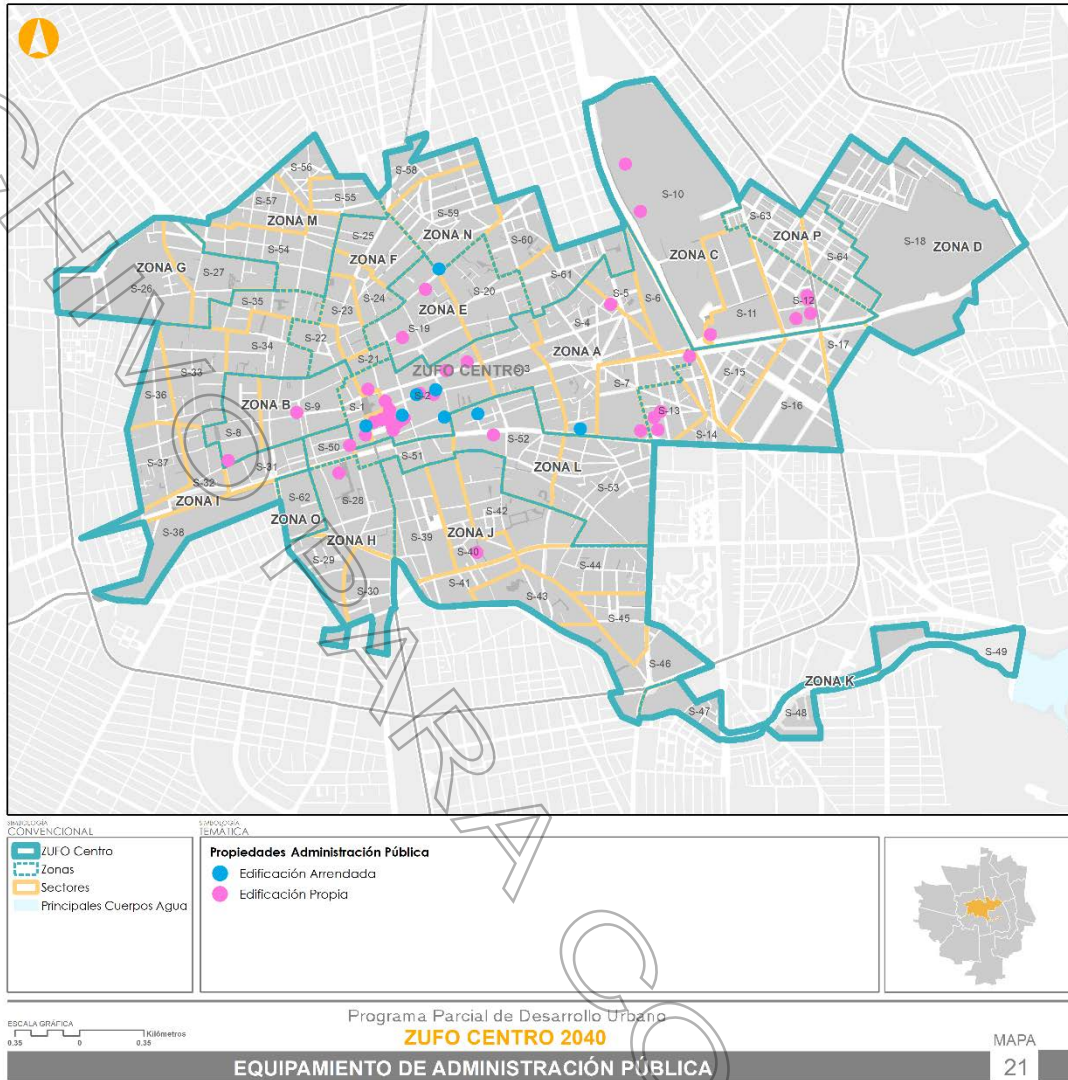 S-56
S-58
S-57
S-55
ZONA M
S-59
S-25
ZONA N
S-54
S-60
ZONA F
ZONA G
S-27
S-26
S-61
S-24
S-20
S-35
S-23
ZONA E
S-19
S-22
S-34
S-21
S-33
S-10
S-63
ZONA P
S-18
ZONA D
ZONA C
S-64
S-5
S-6
S-12
S-4
S-11
S-17
ZONA A
ZUFO CENTRO
S-7
S-15
S-16
S-36
ZONA B
S-9
S-1
S-2
S-13
S-14
S-8
S-50
S-51
S-52
S-37
S-31
S-32
ZONA L
ZONA I
S-53
S-62
S-28
S-38
ZONA O
S-42
ZONA H
S-39
ZONA J
S-40
S-29
S-44
S-41
S-30
S-43
S-45
S-46
S-49
ZONA K
S-47
S-48
SIMBOLOGÍA
CONVENCIONAL
ZUFO Centro
Zonas
Sectores
Principales Cuerpos Agua
SIMBOLOGÍA
TEMÁTICA
Propiedades Administración Pública
Edificación Arrendada
Edificación Propia
ESCALA GRÁFICA
Kilómetros
0.35 0 0.35
Programa Parcial de Desarrollo Urbano
ZUFO CENTRO 2040
EQUIPAMIENTO DE ADMINISTRACIÓN PÚBLICA
MAPA
21